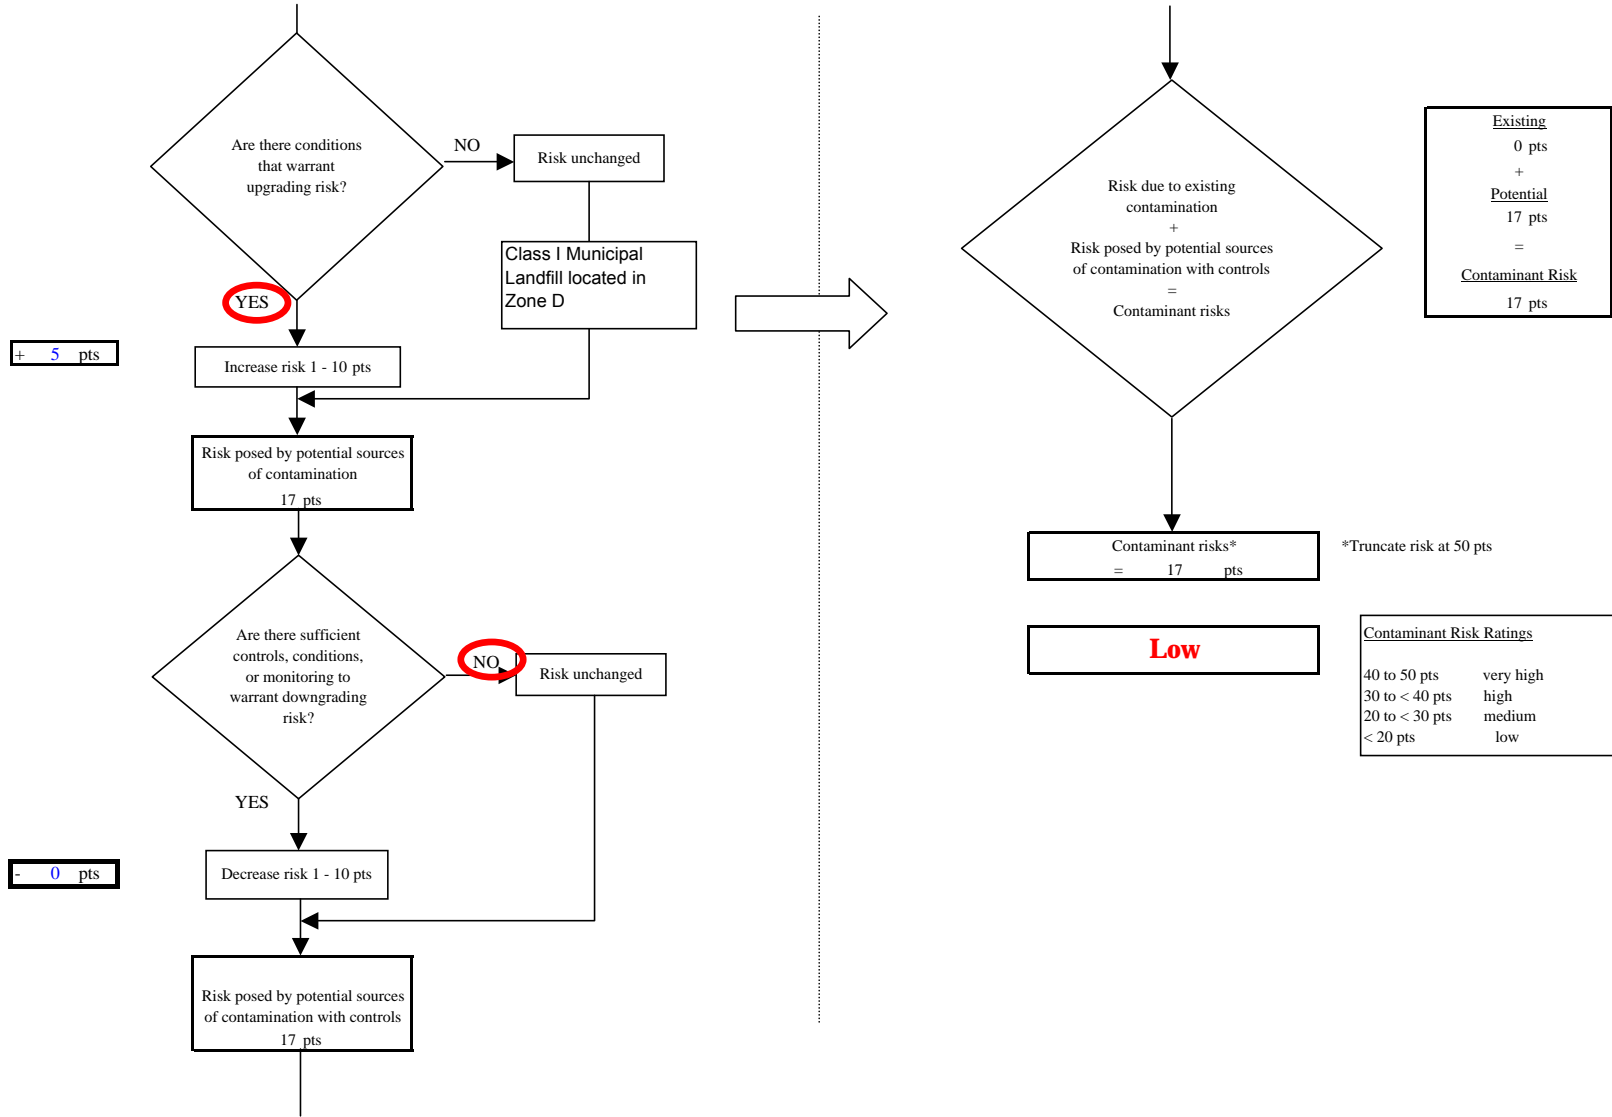 Are there conditions
that warrant
upgrading risk?
NO
Risk unchanged
Class I Municipal
Landfill located in
Zone D
YES
+ 5 pts
Increase risk 1 - 10 pts
Risk posed by potential sources
of contamination
17 pts
Are there sufficient
controls, conditions,
or monitoring to
warrant downgrading
risk?
NO
Risk unchanged
YES
- 0 pts
Decrease risk 1 - 10 pts
Risk posed by potential sources
of contamination with controls
17 pts
Risk due to existing
contamination
+
Risk posed by potential sources
of contamination with controls
=
Contaminant risks
Existing
0 pts
+
Potential
17 pts
=
Contaminant Risk
17 pts
Contaminant risks*
= 17 pts
*Truncate risk at 50 pts
Low
Contaminant Risk Ratings
40 to 50 pts very high
30 to < 40 pts high
20 to < 30 pts medium
< 20 pts low